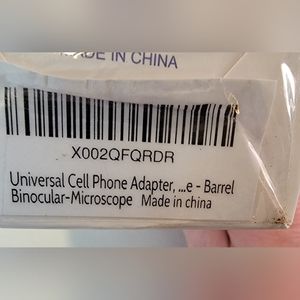 MADE IN CHINA
X002QFQRDR
Universal Cell Phone Adapter, ...e - Barrel
Binocular-Microscope Made in china